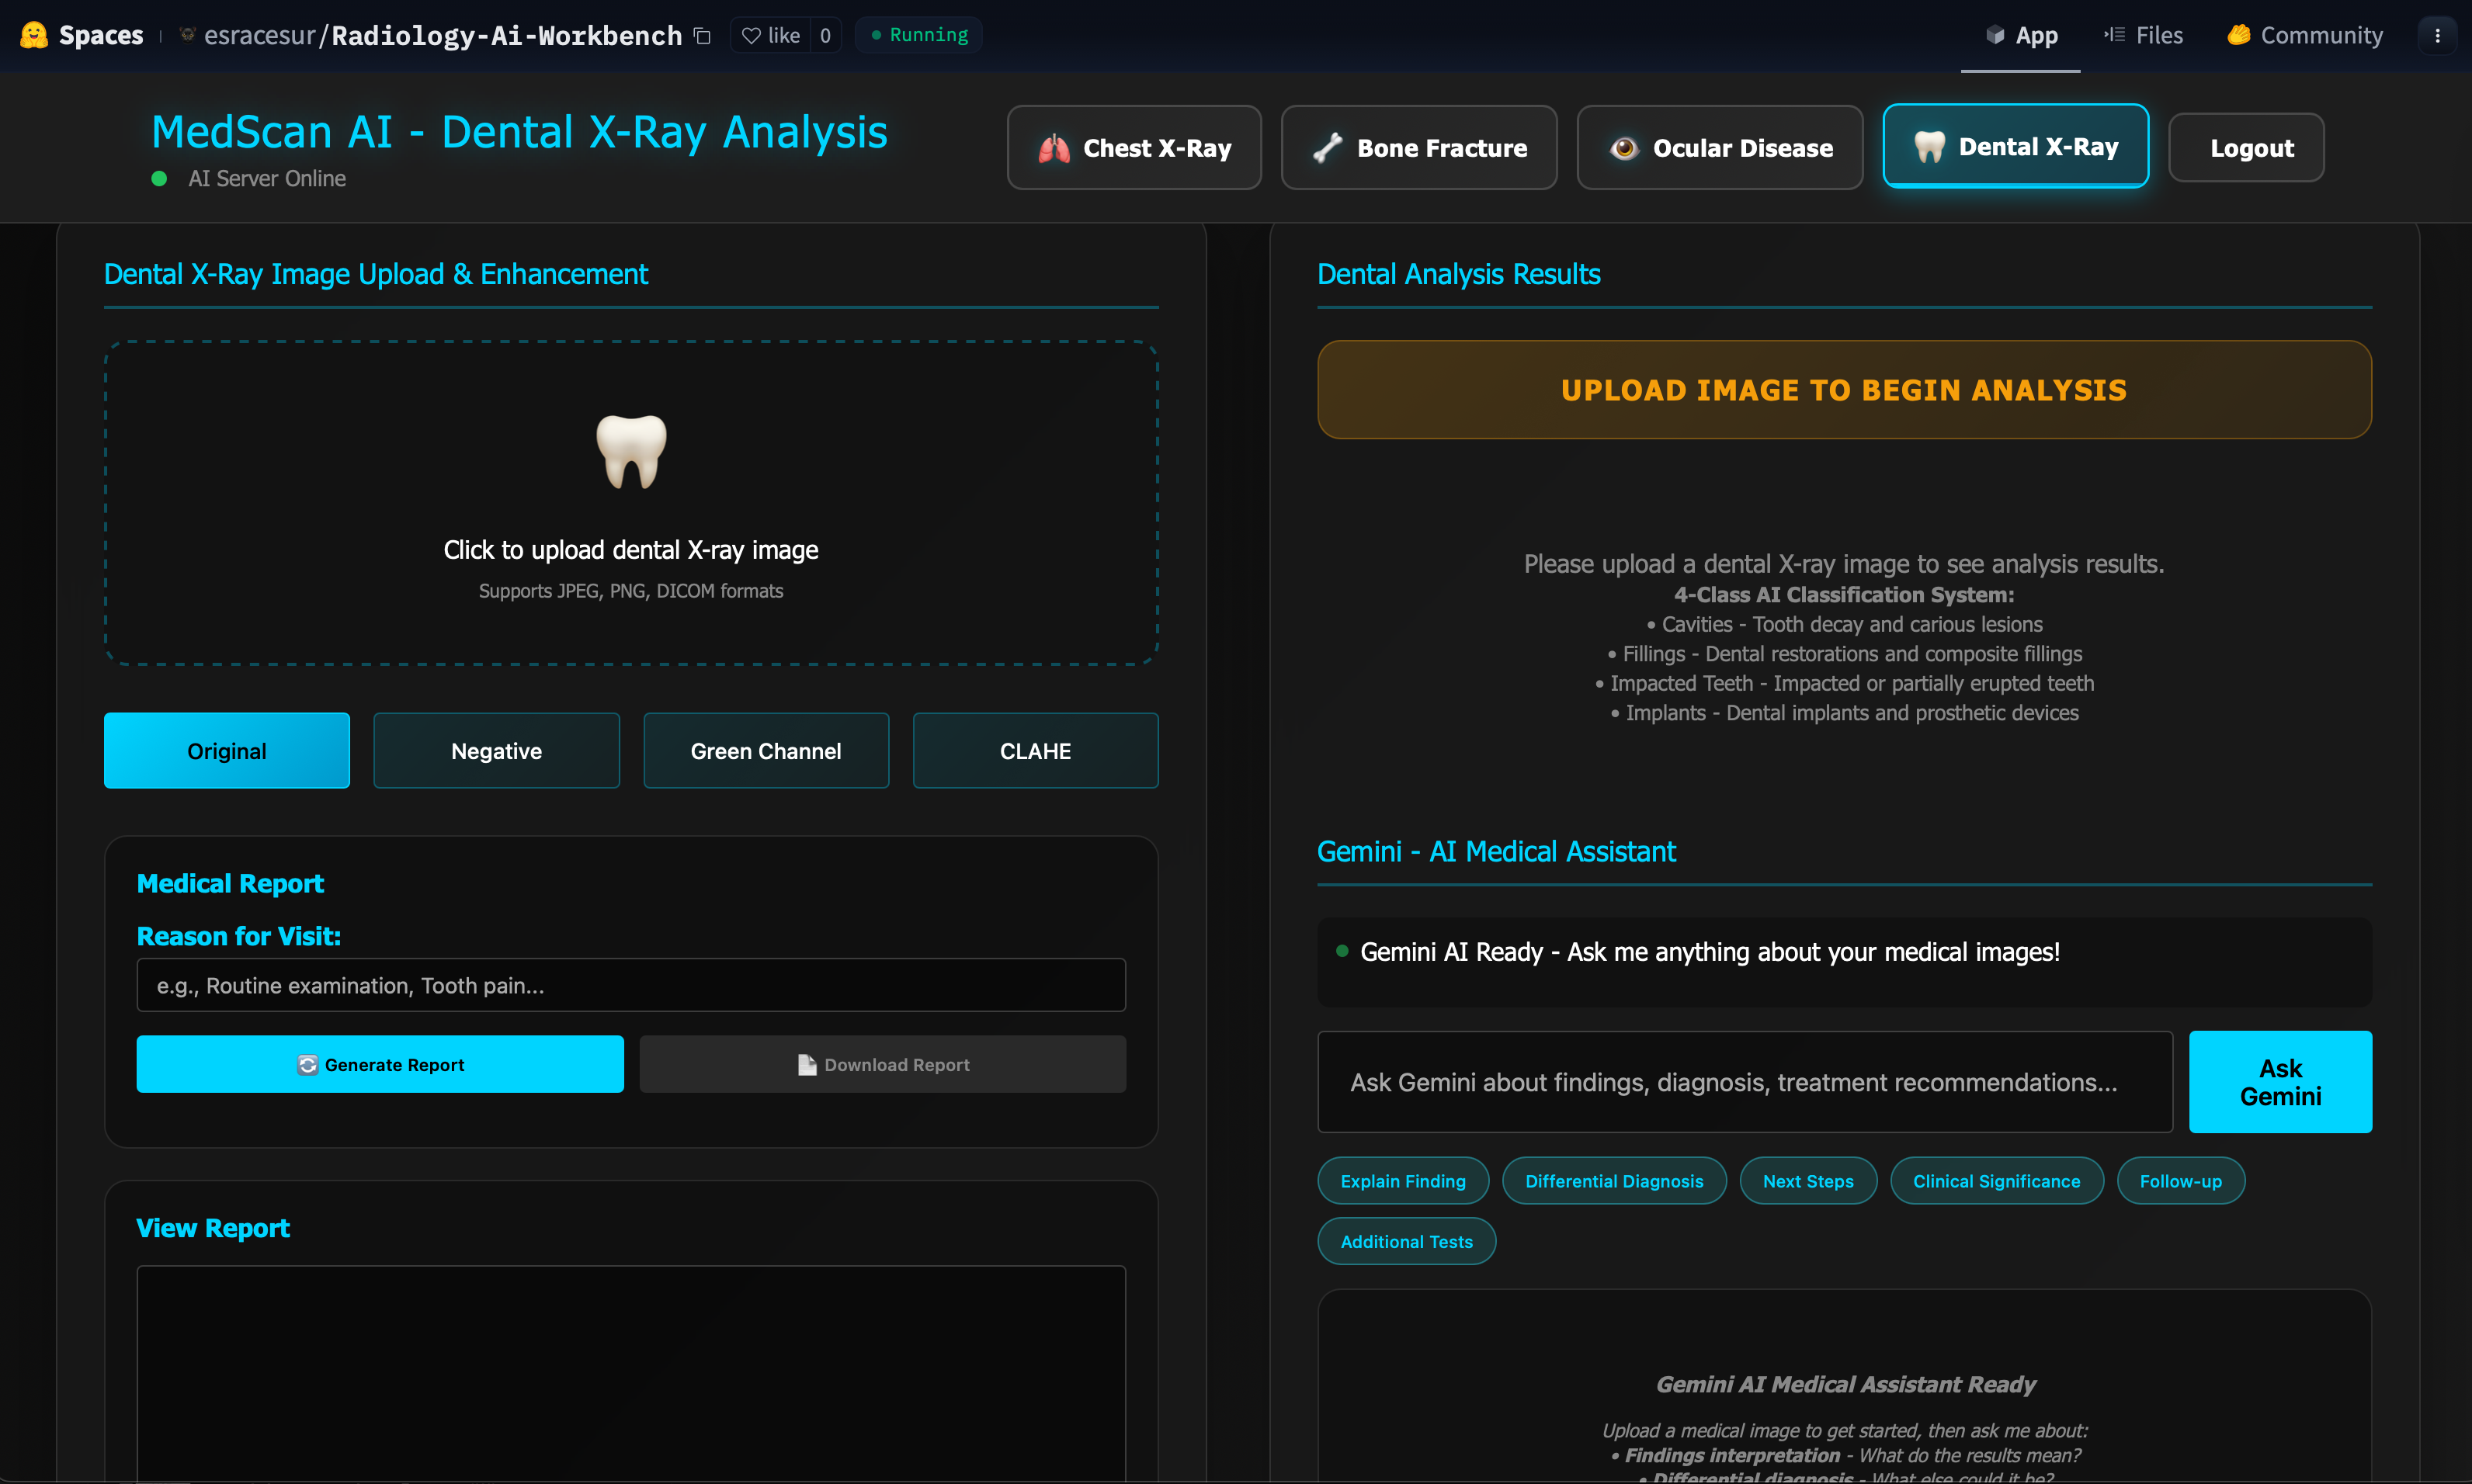 Spaces
esracesur/Radiology-Ai-Workbench
like 0
Running
App
Files
Community
MedScan AI - Dental X-Ray Analysis
AI Server Online
Chest X-Ray
Bone Fracture
Ocular Disease
Dental X-Ray
Logout
Dental X-Ray Image Upload & Enhancement
Click to upload dental X-ray image
Supports JPEG, PNG, DICOM formats
Original
Negative
Green Channel
CLAHE
Medical Report
Reason for Visit:
e.g., Routine examination, Tooth pain...
Generate Report
Download Report
View Report
Dental Analysis Results
UPLOAD IMAGE TO BEGIN ANALYSIS
Please upload a dental X-ray image to see analysis results.
4-Class AI Classification System:
• Cavities - Tooth decay and carious lesions
• Fillings - Dental restorations and composite fillings
• Impacted Teeth - Impacted or partially erupted teeth
• Implants - Dental implants and prosthetic devices
Gemini - AI Medical Assistant
Gemini AI Ready - Ask me anything about your medical images!
Ask Gemini about findings, diagnosis, treatment recommendations...
Ask
Gemini
Explain Finding
Differential Diagnosis
Next Steps
Clinical Significance
Follow-up
Additional Tests
Gemini AI Medical Assistant Ready
Upload a medical image to get started, then ask me about:
• Findings interpretation - What do the results mean?
• Differential diagnosis - What else could it be?